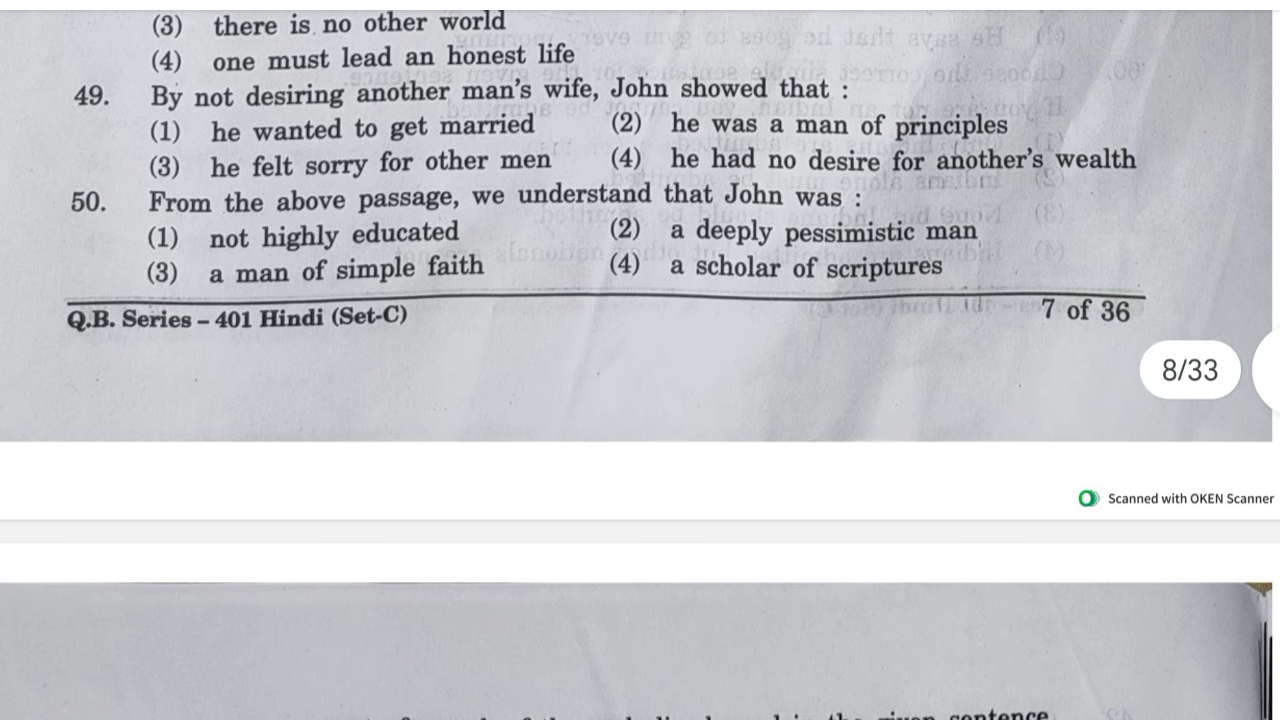 (3) there is no other world
(4) one must lead an honest life
49. By not desiring another man's wife, John showed that :
(1) he wanted to get married (2) he was a man of principles
(3) he felt sorry for other men (4) he had no desire for another's wealth
50. From the above passage, we understand that John was :
(1) not highly educated (2) a deeply pessimistic man
(3) a man of simple faith (4) a scholar of scriptures
Q.B. Series – 401 Hindi (Set-C) 7 of 36
8/33
Scanned with OKEN Scanner
sentence